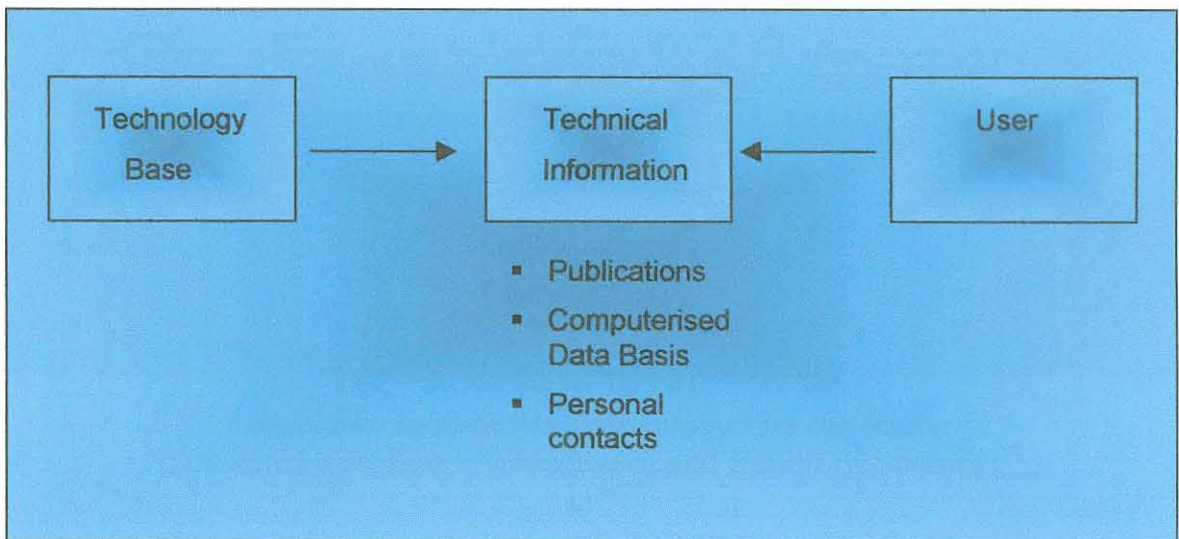 Technology
Base
Technical
Information
User
▪ Publications
▪ Computerised
Data Basis
▪ Personal
contacts